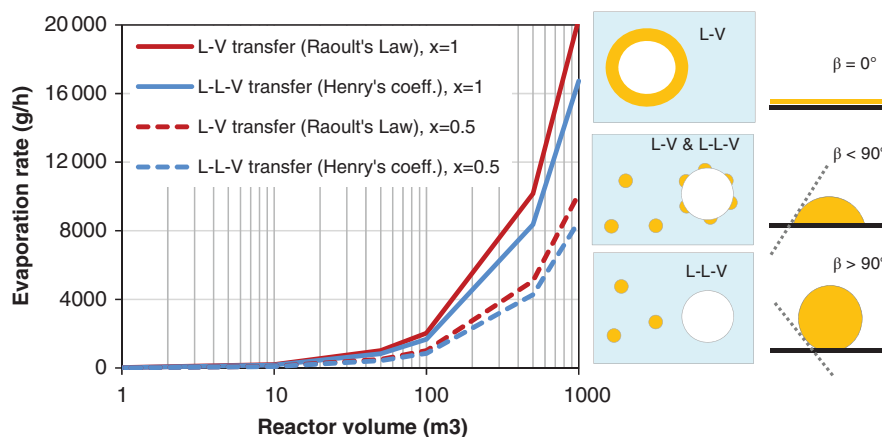 Evaporation rate (g/h)
20 000
16 000
12 000
8000
4000
0
L-V transfer (Raoult's Law), x=1
L-L-V transfer (Henry's coeff.), x=1
L-V transfer (Raoult's Law), x=0.5
L-L-V transfer (Henry's coeff.), x=0.5
1
10
100
1000
Reactor volume (m3)
L-V
β = 0°
L-V & L-L-V
β < 90°
L-L-V
β > 90°